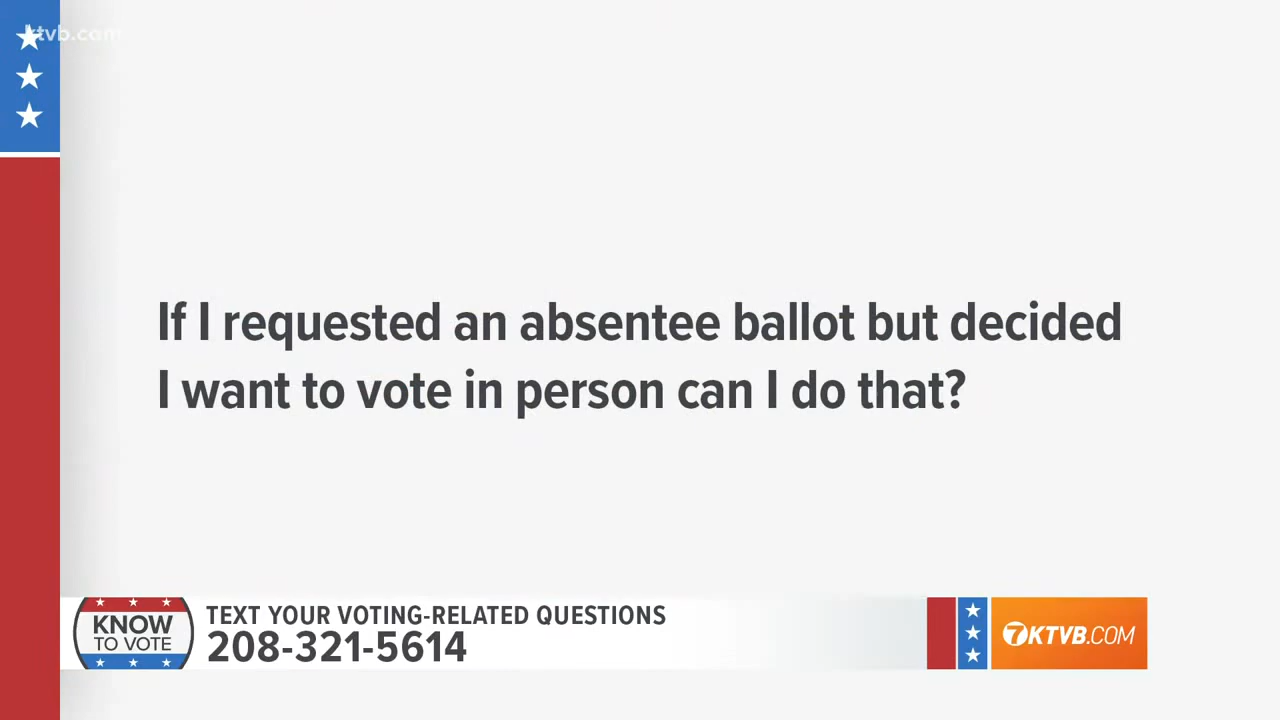 ktvb.com
If I requested an absentee ballot but decided
I want to vote in person can I do that?
KNOW
TO VOTE
TEXT YOUR VOTING-RELATED QUESTIONS
208-321-5614
7KTVB.COM